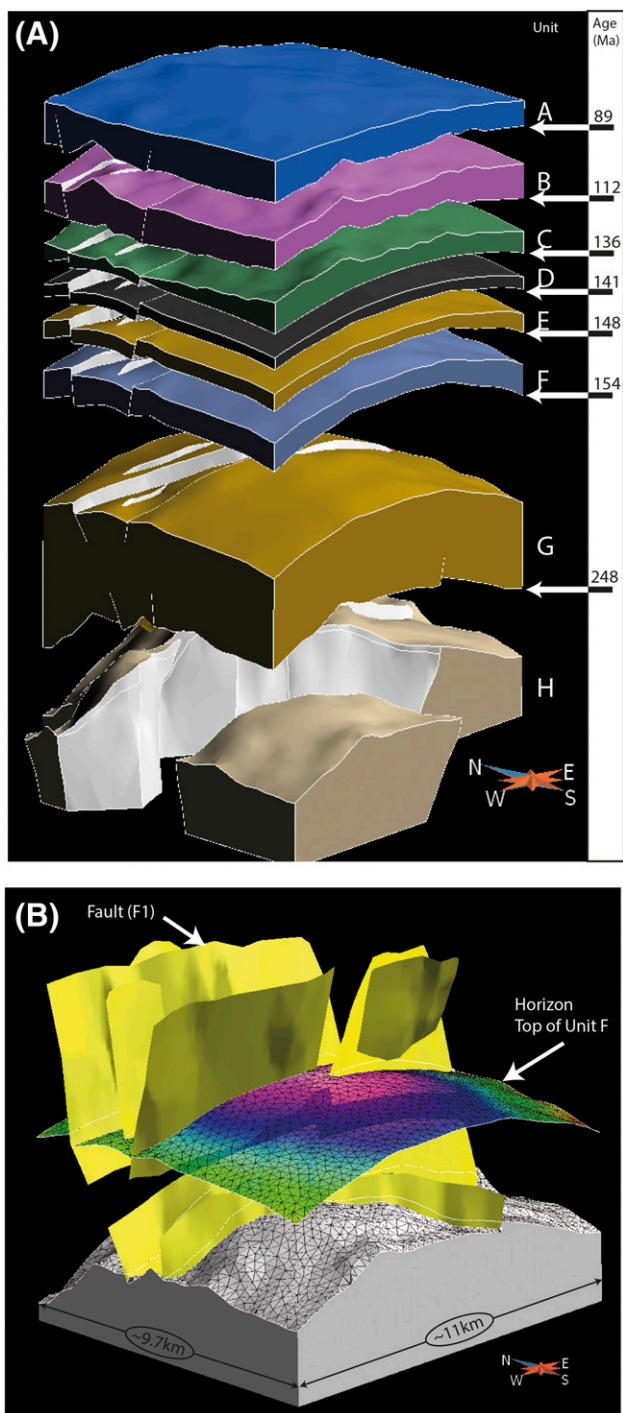 (A)
Unit
Age
(Ma)
A
89
B
112
C
136
D
141
E
148
F
154
G
248
H
N
E
W
S
(B)
Fault (F1)
Horizon
Top of Unit F
~9.7km
~11km
N
E
W
S